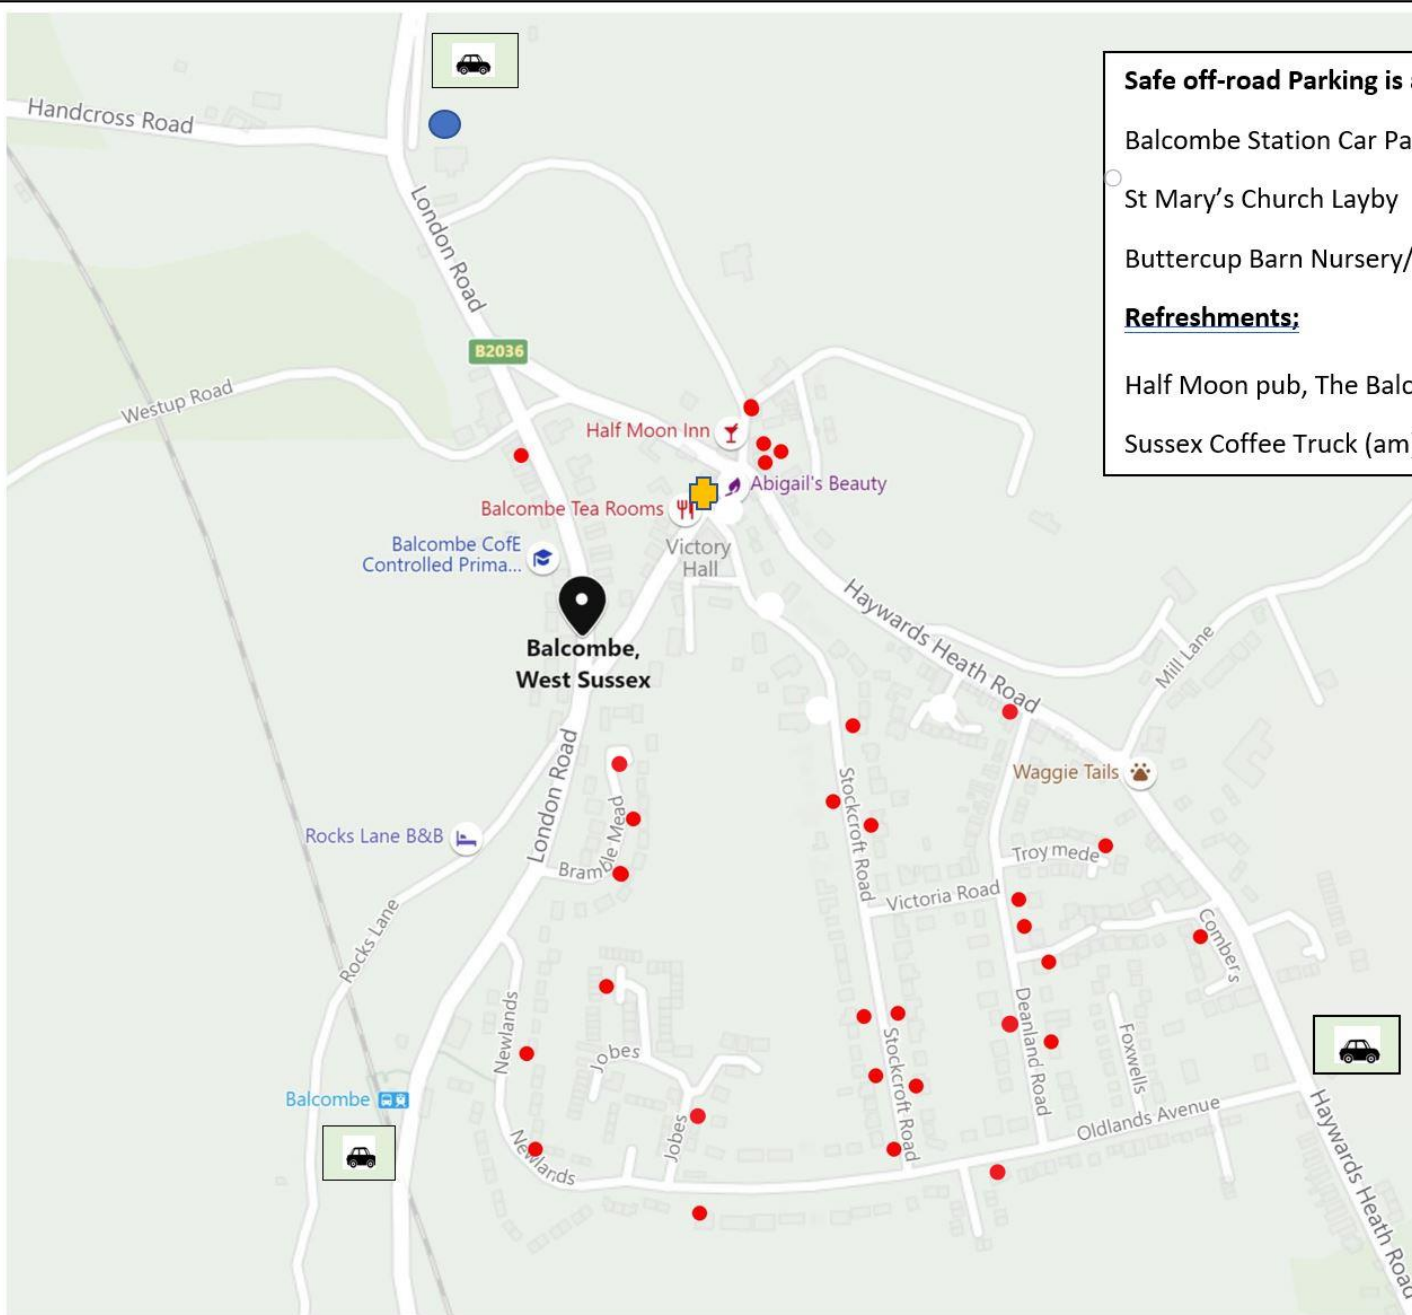 Handcross Road
London Road
B2036
Westup Road
Half Moon Inn
Abigail's Beauty
Balcombe Tea Rooms
Victory
Hall
Balcombe CofE
Controlled Prima...
Balcombe,
West Sussex
Haywards Heath Road
Mill Lane
Waggie Tails
London Road
Rocks Lane B&B
Bramble Mead
Stockcroft Road
Troymede
Victoria Road
Combers
Rocks Lane
Newlands
Jobes
Deanland Road
Foxwells
Balcombe
Stockcroft Road
Jobes
Newlands
Oldlands Avenue
Haywards Heath Road
Safe off-road Parking is
Balcombe Station Car Pa
St Mary's Church Layby
Buttercup Barn Nursery/
Refreshments;
Half Moon pub, The Balc
Sussex Coffee Truck (am